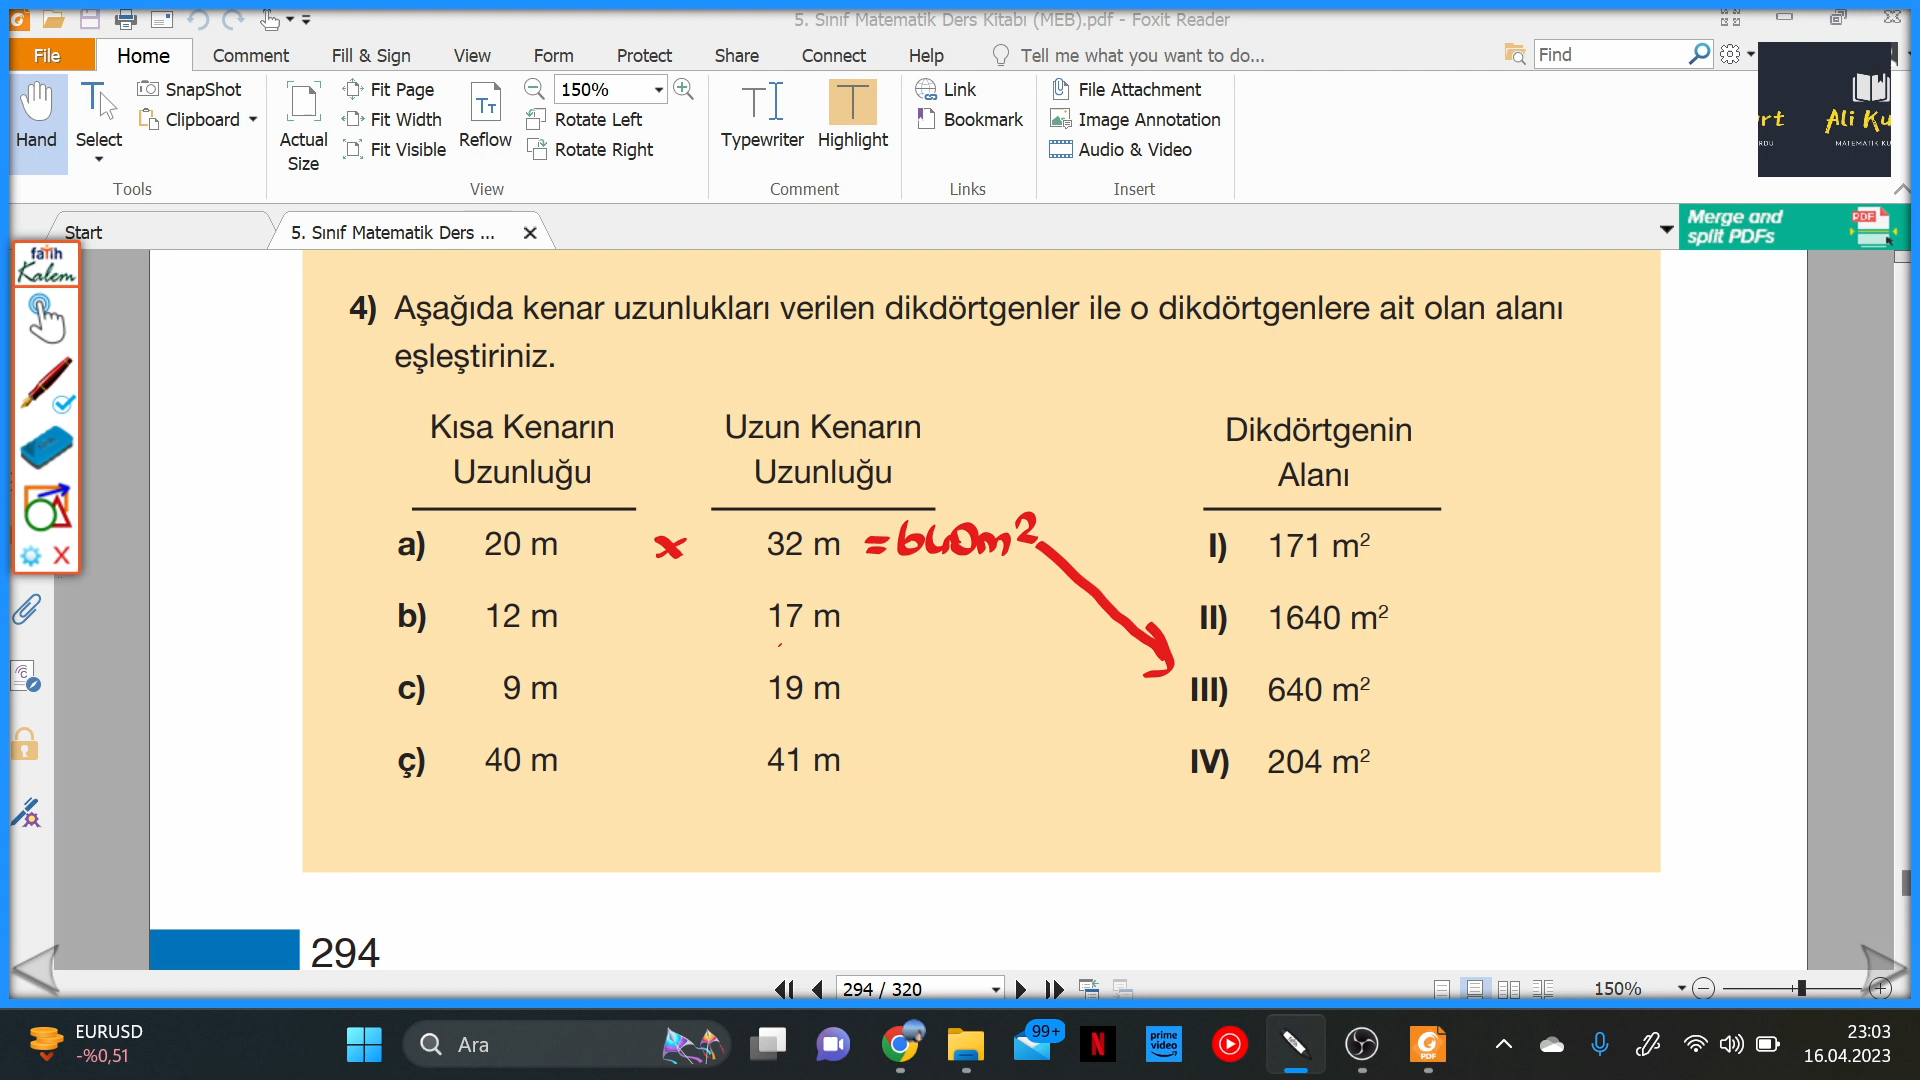 5. Sınıf Matematik Ders Kitabı (MEB).pdf - Foxit Reader
File Home Comment Fill & Sign View Form Protect Share Connect Help Tell me what you want to do... Find
Hand
Select
SnapShot
Clipboard
Tools
Actual Size
Fit Page
Fit Width
Fit Visible
Reflow
150%
Rotate Left
Rotate Right
View
Typewriter
Highlight
Comment
Link
Bookmark
Links
File Attachment
Image Annotation
Audio & Video
Insert
Ali Ku
Start
5. Sınıf Matematik Ders ...
Merge and
split PDFs
PDF
fatih
Kalem
4) Aşağıda kenar uzunlukları verilen dikdörtgenler ile o dikdörtgenlere ait olan alanı
eşleştiriniz.
Kısa Kenarın Uzunluğu
Uzun Kenarın Uzunluğu
Dikdörtgenin Alanı
a) 20 m x 32 m = 640m² I) 171 m²
b) 12 m 17 m II) 1640 m²
c) 9 m 19 m III) 640 m²
ç) 40 m 41 m IV) 204 m²
294
294 / 320
150%
EURUSD
-%0,51
Ara
99+
prime video
23:03
16.04.2023